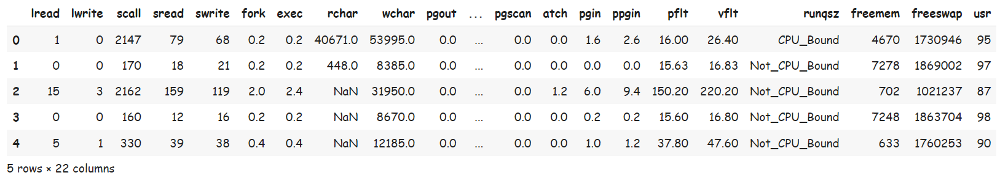 lread lwrite scall sread swrite fork exec rchar wchar pgout ... pgscan atch pgin ppgin pflt vflt runqsz freemem freeswap usr
0 1 0 2147 79 68 0.2 0.2 40671.0 53995.0 0.0 ... 0.0 0.0 1.6 2.6 16.00 26.40 CPU_Bound 4670 1730946 95
1 0 0 170 18 21 0.2 0.2 448.0 8385.0 0.0 ... 0.0 0.0 0.0 0.0 15.63 16.83 Not_CPU_Bound 7278 1869002 97
2 15 3 2162 159 119 2.0 2.4 NaN 31950.0 0.0 ... 0.0 1.2 6.0 9.4 150.20 220.20 Not_CPU_Bound 702 1021237 87
3 0 0 160 12 16 0.2 0.2 NaN 8670.0 0.0 ... 0.0 0.0 0.2 0.2 15.60 16.80 Not_CPU_Bound 7248 1863704 98
4 5 1 330 39 38 0.4 0.4 NaN 12185.0 0.0 ... 0.0 0.0 1.0 1.2 37.80 47.60 Not_CPU_Bound 633 1760253 90
5 rows × 22 columns